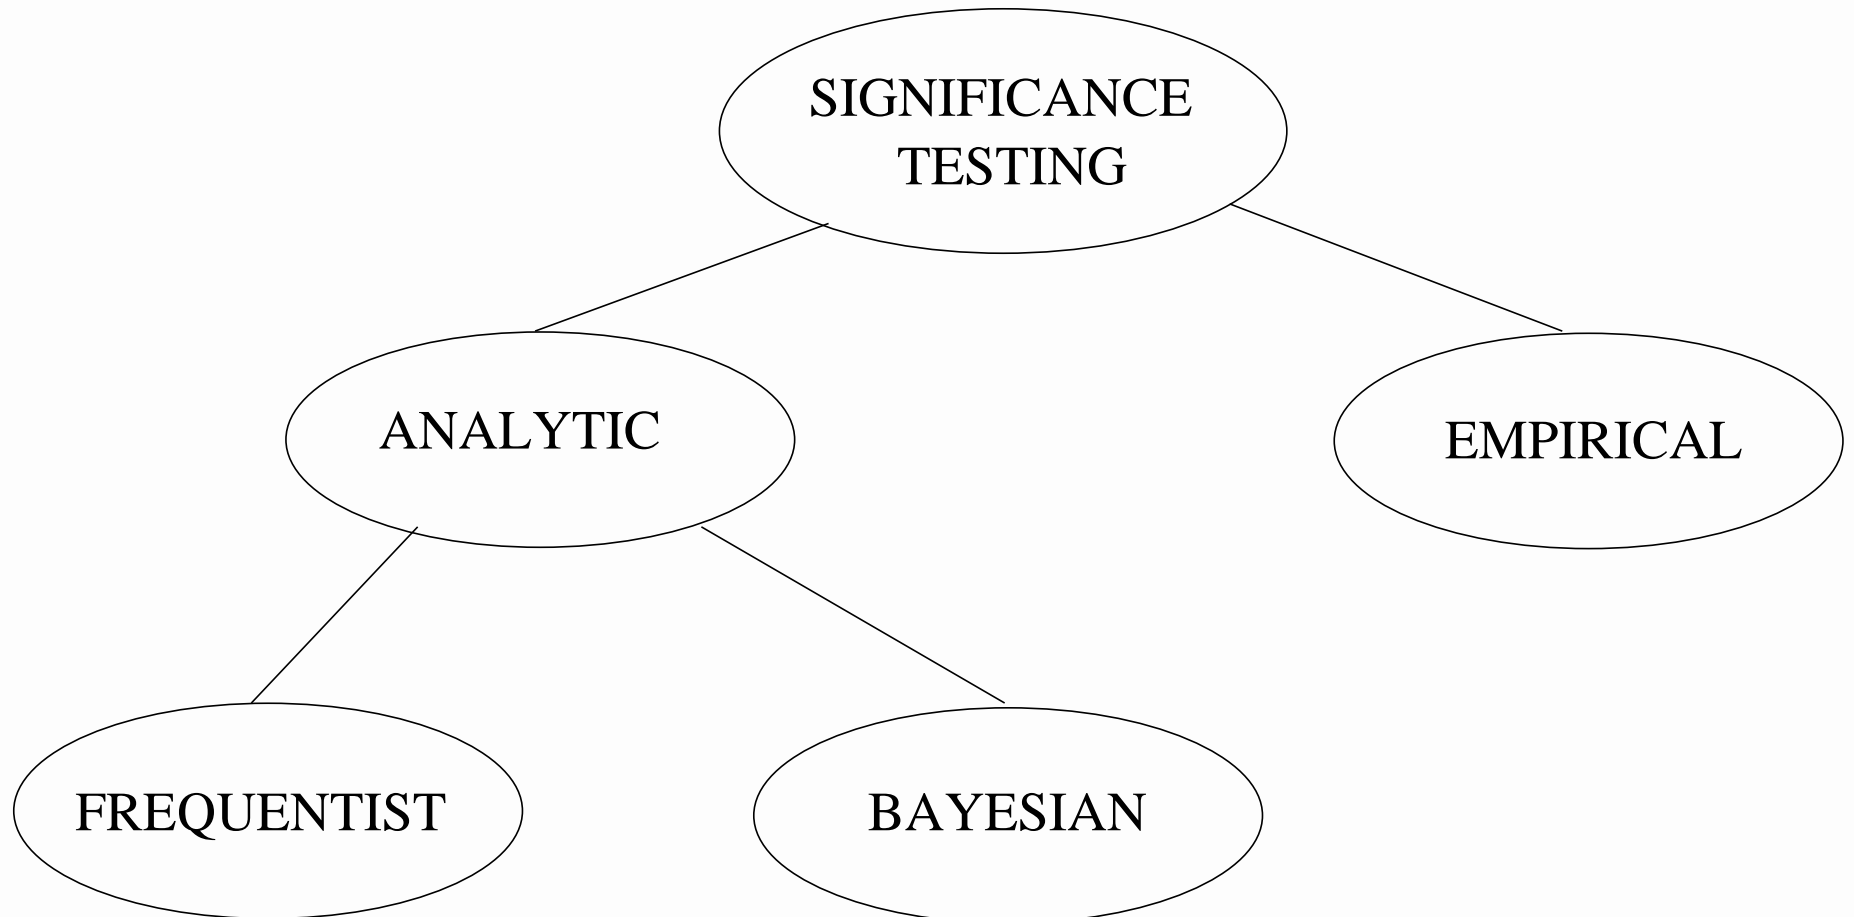 SIGNIFICANCE
TESTING
ANALYTIC
EMPIRICAL
FREQUENTIST
BAYESIAN